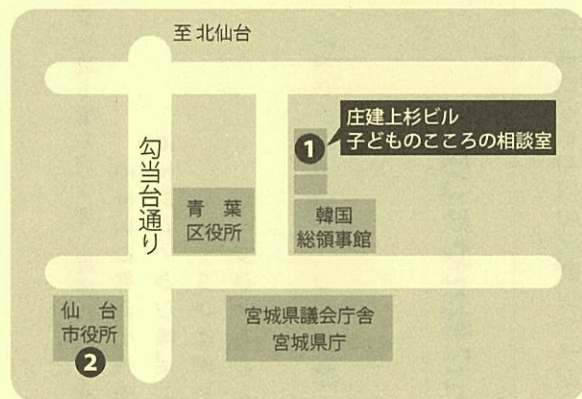 至 北仙台
庄建上杉ビル
子どものこころの相談室
1
勾当台通り
青 葉
区役所
韓国
総領事館
仙 台
市役所
2
宮城県議会庁舎
宮城県庁